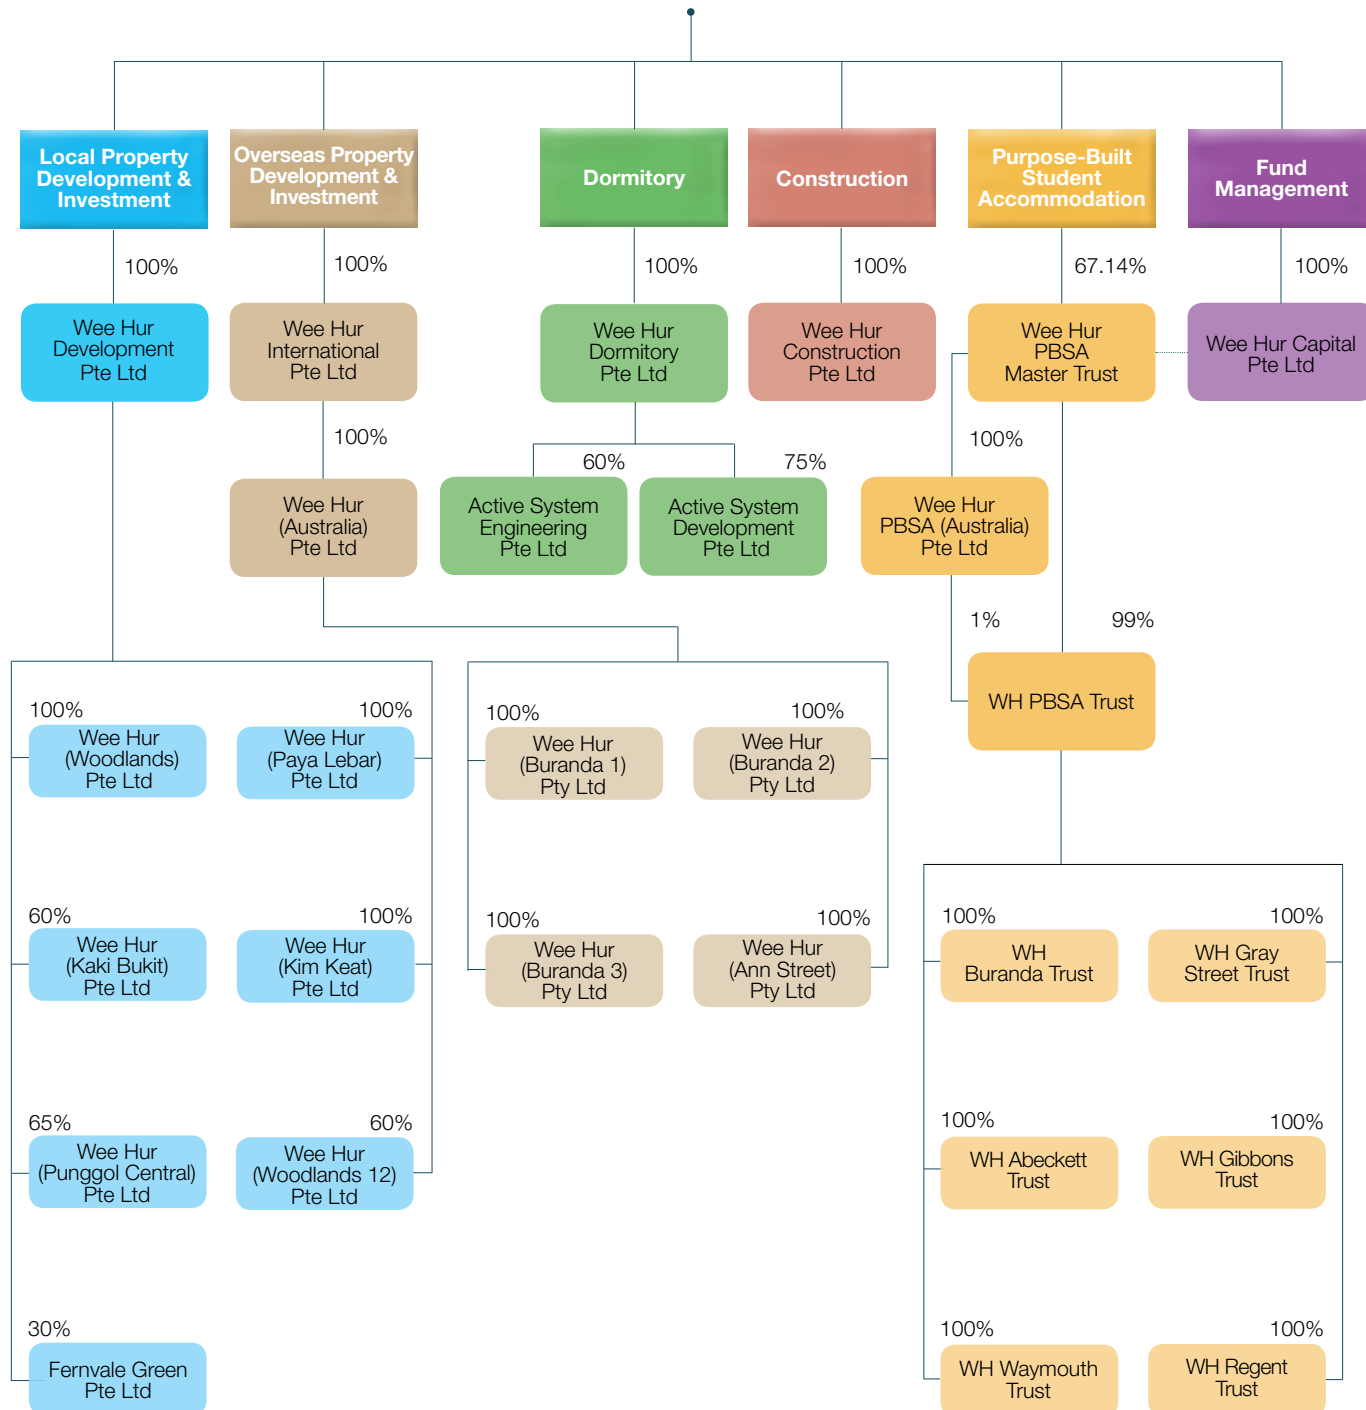 Local Property
Development &
Investment
Overseas Property
Development &
Investment
Dormitory
Construction
Purpose-Built
Student
Accommodation
Fund
Management
100%
100%
100%
100%
67.14%
100%
Wee Hur
Development
Pte Ltd
Wee Hur
International
Pte Ltd
Wee Hur
Dormitory
Pte Ltd
Wee Hur
Construction
Pte Ltd
Wee Hur
PBSA
Master Trust
Wee Hur Capital
Pte Ltd
100%
60%
75%
100%
Wee Hur
(Australia)
Pte Ltd
Active System
Engineering
Pte Ltd
Active System
Development
Pte Ltd
Wee Hur
PBSA (Australia)
Pte Ltd
1%
99%
WH PBSA Trust
100%
Wee Hur
(Woodlands)
Pte Ltd
100%
Wee Hur
(Paya Lebar)
Pte Ltd
100%
Wee Hur
(Buranda 1)
Pty Ltd
100%
Wee Hur
(Buranda 2)
Pty Ltd
60%
Wee Hur
(Kaki Bukit)
Pte Ltd
100%
Wee Hur
(Kim Keat)
Pte Ltd
100%
Wee Hur
(Buranda 3)
Pty Ltd
100%
Wee Hur
(Ann Street)
Pty Ltd
100%
WH
Buranda Trust
100%
WH Gray
Street Trust
65%
Wee Hur
(Punggol Central)
Pte Ltd
60%
Wee Hur
(Woodlands 12)
Pte Ltd
100%
WH Abeckett
Trust
100%
WH Gibbons
Trust
30%
Fernvale Green
Pte Ltd
100%
WH Waymouth
Trust
100%
WH Regent
Trust